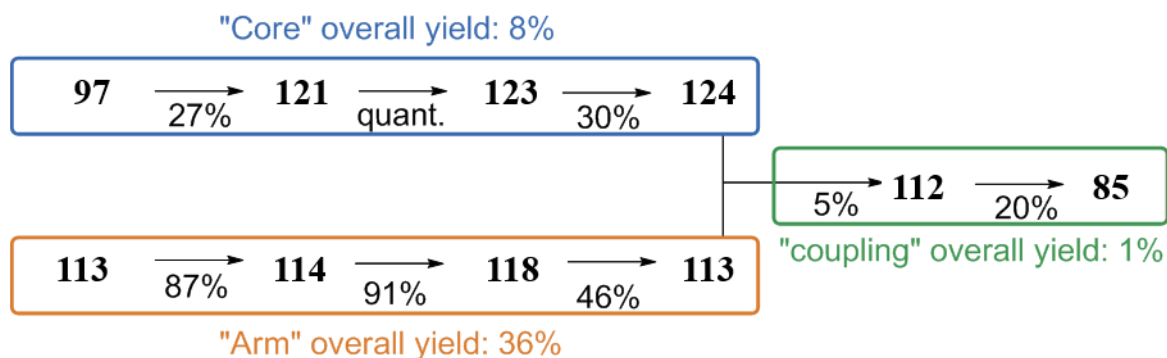 "Core" overall yield: 8%
97 121 123 124
27% quant. 30%
112 85
5% 20%
"coupling" overall yield: 1%
113 114 118 113
87% 91% 46%
"Arm" overall yield: 36%